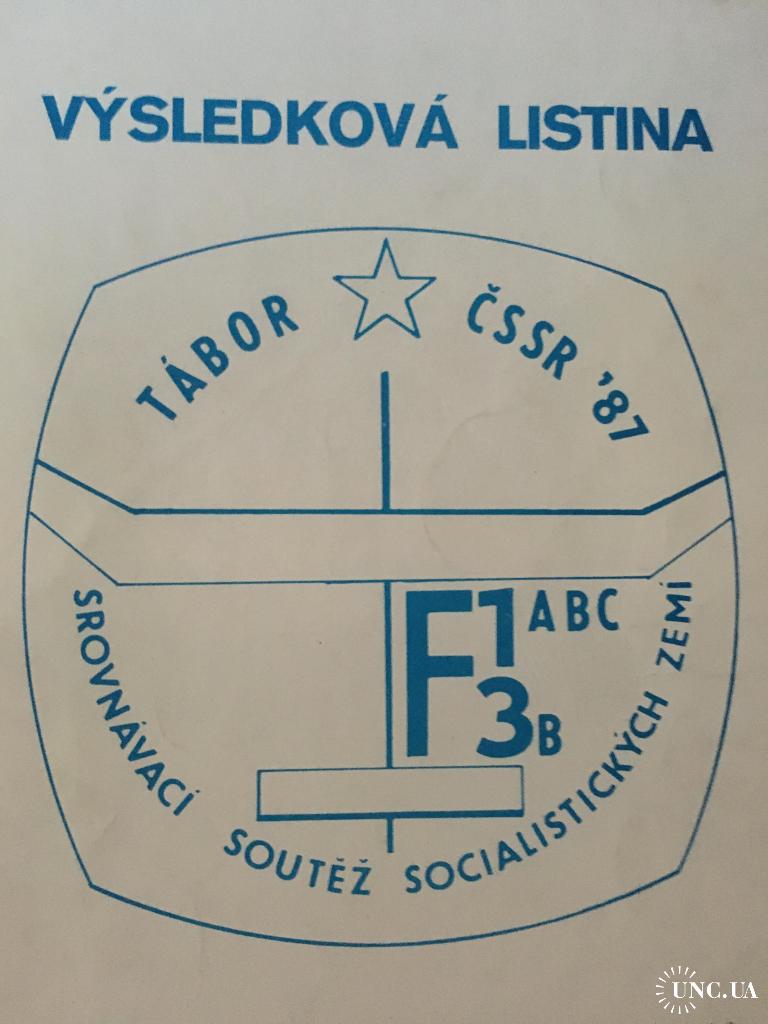 VÝSLEDKOVÁ LISTINA
TÁBOR ČSSR '87
F1 ABC
3B
SROVNÁVACÍ SOUTĚŽ SOCIALISTICKÝCH ZEMÍ
UNC.UA